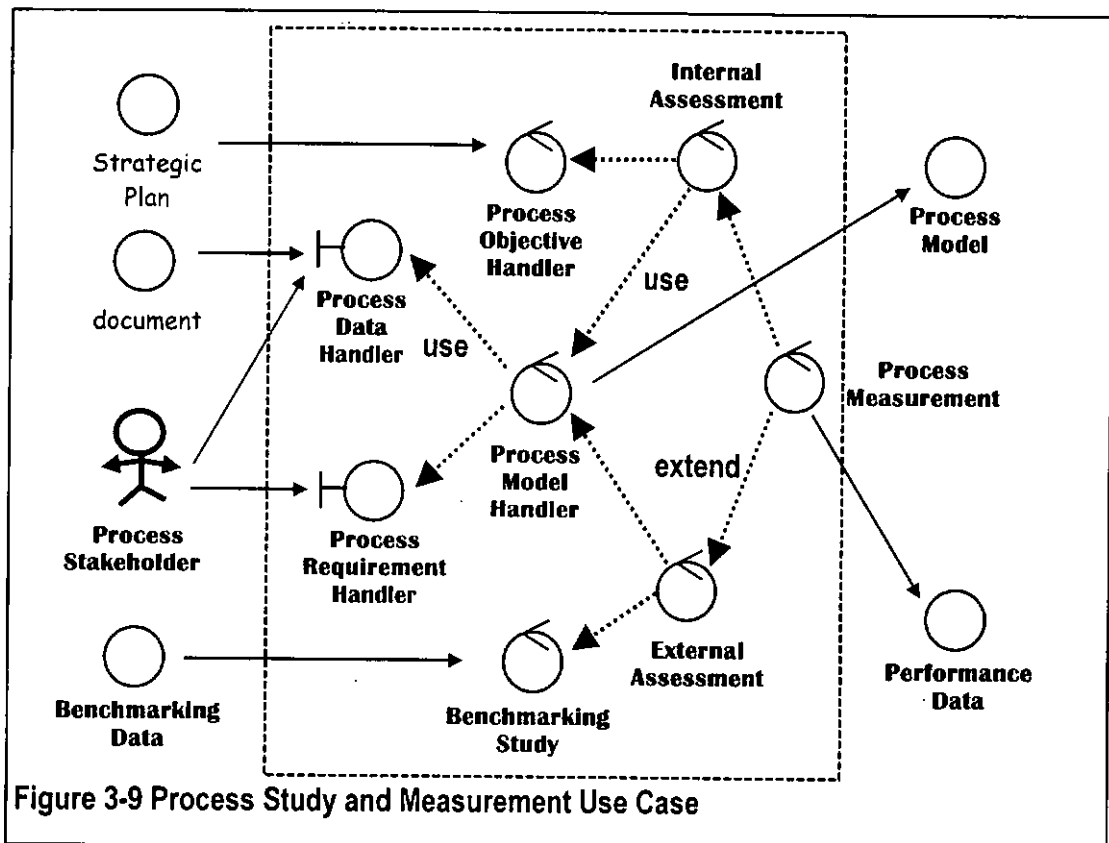 Internal
Assessment
Strategic
Plan
Process
Objective
Handler
Process
Model
document
Process
Data
Handler
use
use
Process
Measurement
Process
Model
Handler
extend
Process
Stakeholder
Process
Requirement
Handler
External
Assessment
Performance
Data
Benchmarking
Data
Benchmarking
Study
Figure 3-9 Process Study and Measurement Use Case